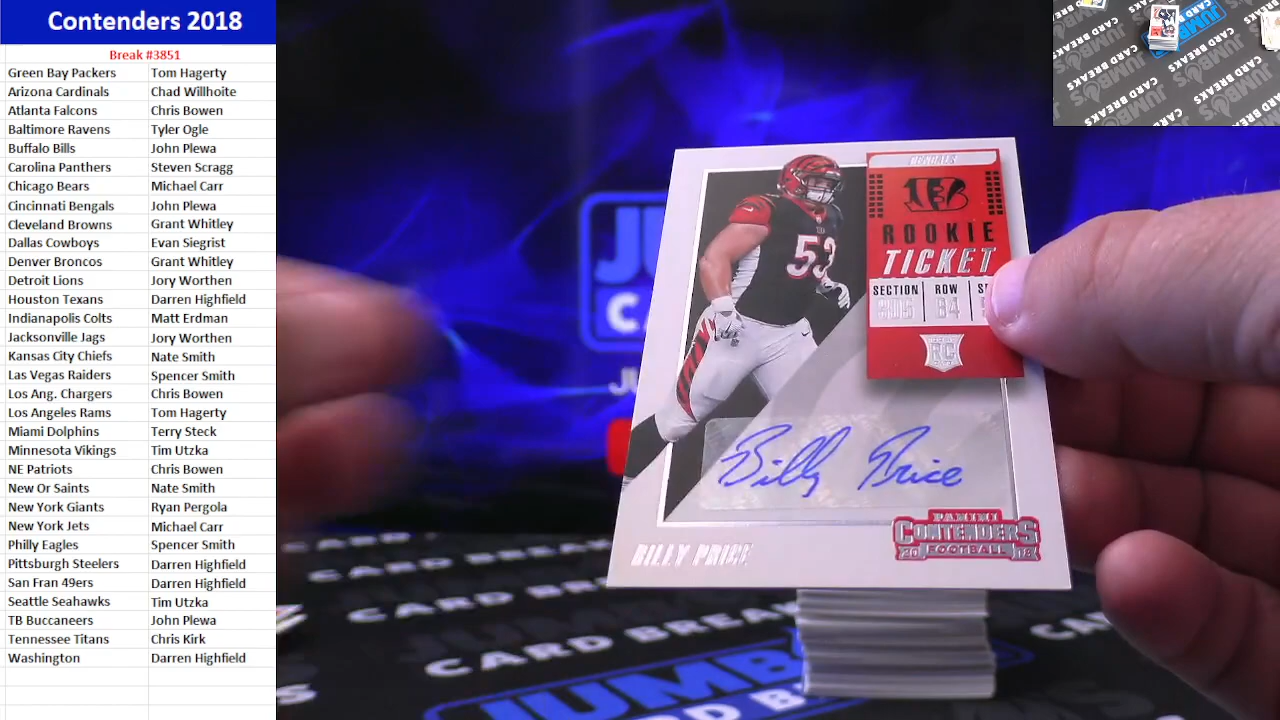 Contenders 2018
Break #3851
Green Bay Packers Tom Hagerty
Arizona Cardinals Chad Willhoite
Atlanta Falcons Chris Bowen
Baltimore Ravens Tyler Ogle
Buffalo Bills John Plewa
Carolina Panthers Steven Scragg
Chicago Bears Michael Carr
Cincinnati Bengals John Plewa
Cleveland Browns Grant Whitley
Dallas Cowboys Evan Siegrist
Denver Broncos Grant Whitley
Detroit Lions Jory Worthen
Houston Texans Darren Highfield
Indianapolis Colts Matt Erdman
Jacksonville Jags Jory Worthen
Kansas City Chiefs Nate Smith
Las Vegas Raiders Spencer Smith
Los Ang. Chargers Chris Bowen
Los Angeles Rams Tom Hagerty
Miami Dolphins Terry Steck
Minnesota Vikings Tim Utzka
NE Patriots Chris Bowen
New Or Saints Nate Smith
New York Giants Ryan Pergola
New York Jets Michael Carr
Philly Eagles Spencer Smith
Pittsburgh Steelers Darren Highfield
San Fran 49ers Darren Highfield
Seattle Seahawks Tim Utzka
TB Buccaneers John Plewa
Tennessee Titans Chris Kirk
Washington Darren Highfield
BENGALS
ROOKIE
TICKET
SECTION ROW
RC
53
Billy Price
PANINI
CONTENDERS
20 FOOTBALL 18
BILLY PRICE
CARD BREAKS
JUMBO
CARD BREAKS